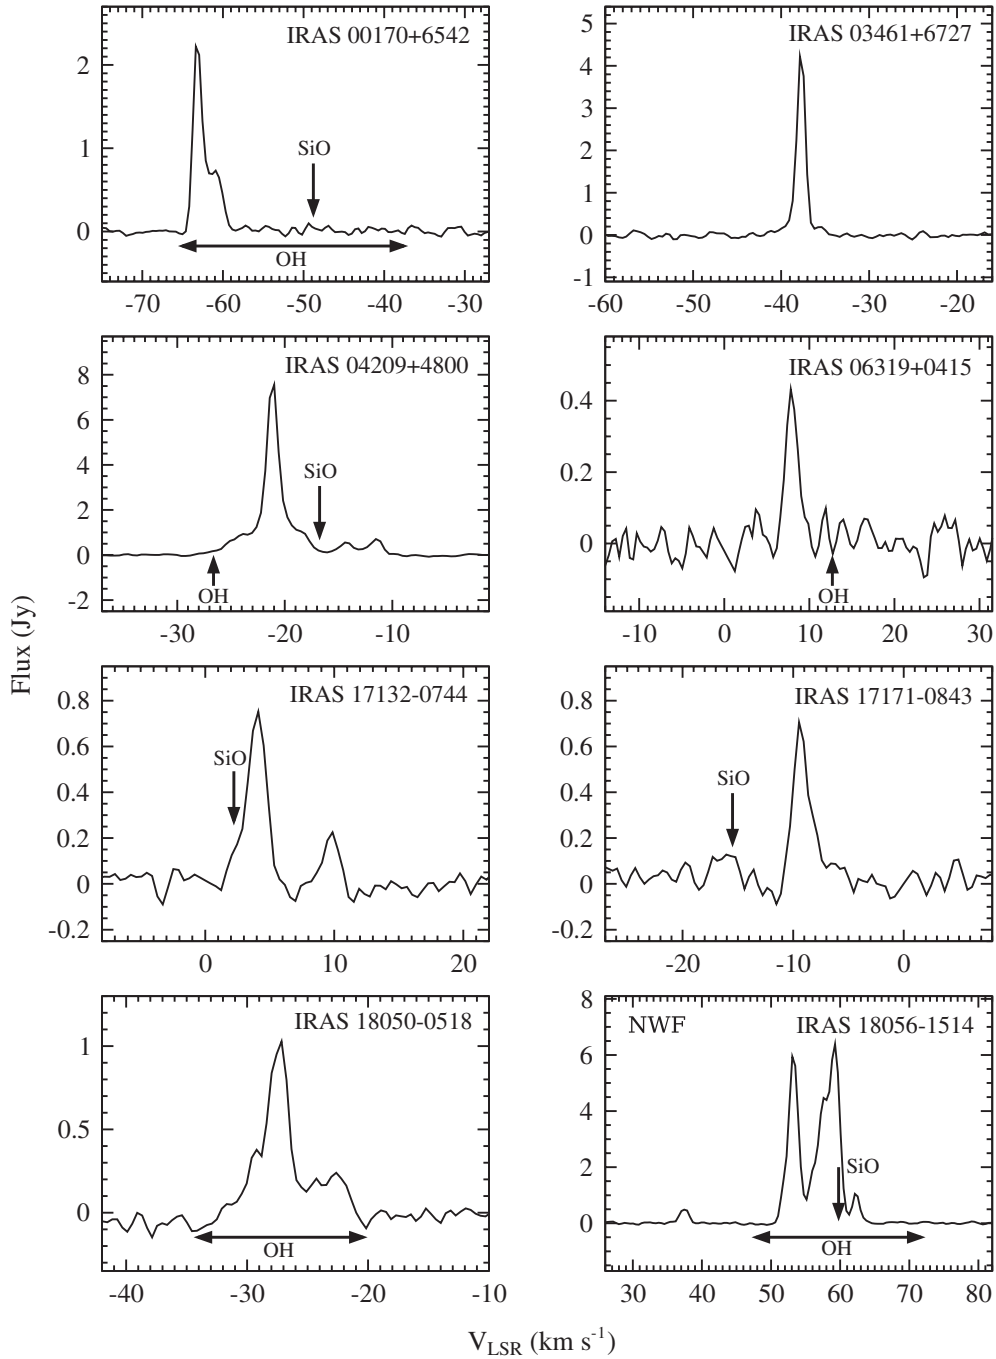 IRAS 00170+6542
2
1
0
SiO
OH
-70 -60 -50 -40 -30
IRAS 03461+6727
5
4
3
2
1
0
-1
-60 -50 -40 -30 -20
IRAS 04209+4800
8
6
4
2
0
-2
SiO
OH
-30 -20 -10
IRAS 06319+0415
0.4
0.2
0
OH
-10 0 10 20 30
Flux (Jy)
IRAS 17132-0744
0.8
0.6
0.4
0.2
0
-0.2
SiO
0 10 20
IRAS 17171-0843
0.8
0.6
0.4
0.2
0
-0.2
SiO
-20 -10 0
IRAS 18050-0518
1
0.5
0
OH
-40 -30 -20 -10
NWF IRAS 18056-1514
8
6
4
2
0
SiO
OH
30 40 50 60 70 80
V_LSR (km s⁻¹)